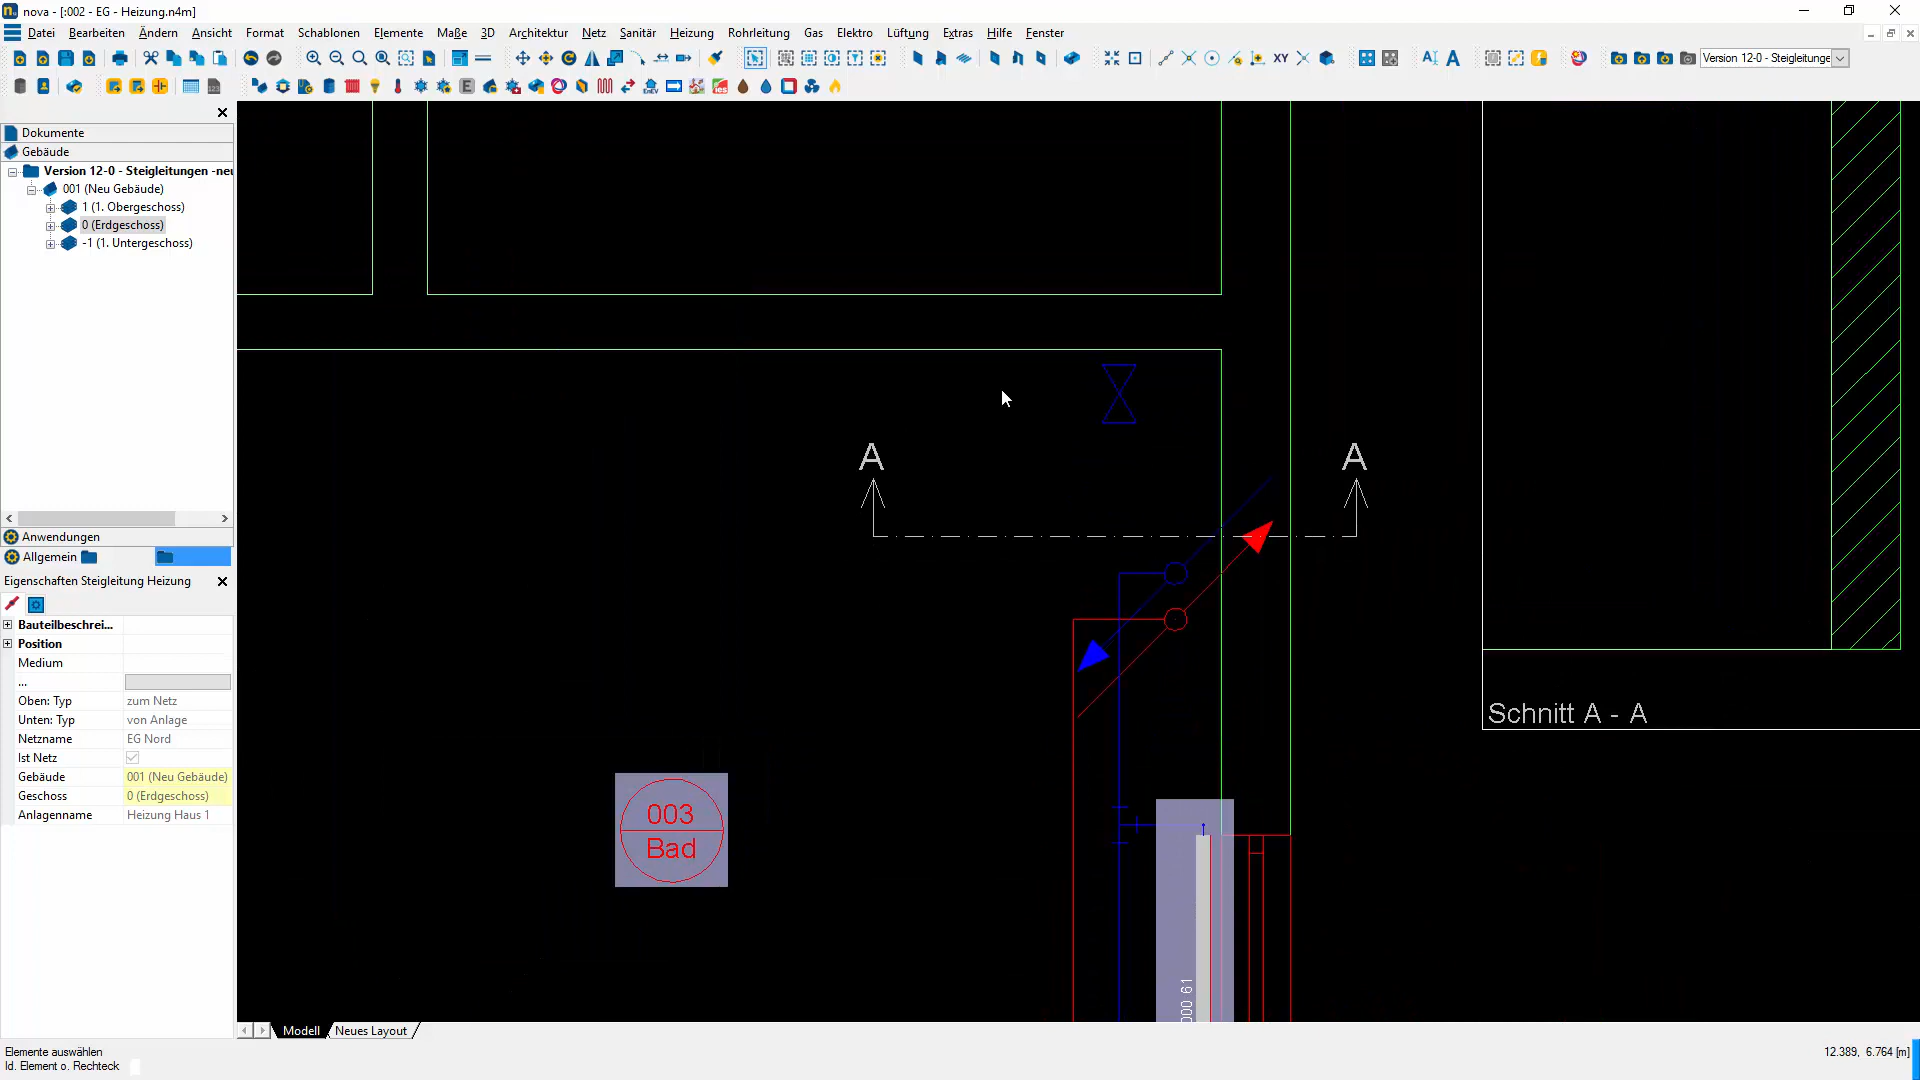 nova - [:002 - EG - Heizung.n4m]
Datei Bearbeiten Ändern Ansicht Format Schablonen Elemente Maße 3D Architektur Netz Sanitär Heizung Rohrleitung Gas Elektro Lüftung Extras Hilfe Fenster
XY
Version 12-0 - Steigleitunge
Dokumente
Gebäude
Version 12-0 - Steigleitungen -neu
001 (Neu Gebäude)
1 (1. Obergeschoss)
0 (Erdgeschoss)
-1 (1. Untergeschoss)
Anwendungen
Allgemein
Eigenschaften Steigleitung Heizung
Bauteilbeschrei...
Position
Medium
...
Oben: Typ zum Netz
Unten: Typ von Anlage
Netzname EG Nord
Ist Netz
Gebäude 001 (Neu Gebäude)
Geschoss 0 (Erdgeschoss)
Anlagenname Heizung Haus 1
A A
Schnitt A - A
003
Bad
000 61
Modell Neues Layout
Elemente auswählen
Id. Element o. Rechteck
12.389, 6.764 [m]